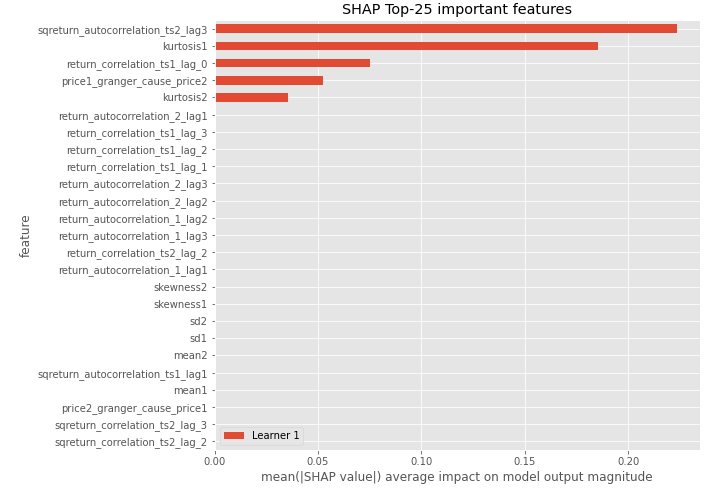 SHAP Top-25 important features
sqreturn_autocorrelation_ts2_lag3
kurtosis1
return_correlation_ts1_lag_0
price1_granger_cause_price2
kurtosis2
return_autocorrelation_2_lag1
return_correlation_ts1_lag_3
return_correlation_ts1_lag_2
return_correlation_ts1_lag_1
return_autocorrelation_2_lag3
return_autocorrelation_2_lag2
return_autocorrelation_1_lag2
return_autocorrelation_1_lag3
return_correlation_ts2_lag_2
return_autocorrelation_1_lag1
skewness2
skewness1
sd2
sd1
mean2
sqreturn_autocorrelation_ts1_lag1
mean1
price2_granger_cause_price1
sqreturn_correlation_ts2_lag_3
sqreturn_correlation_ts2_lag_2
feature
Learner 1
0.00 0.05 0.10 0.15 0.20
mean(|SHAP value|) average impact on model output magnitude